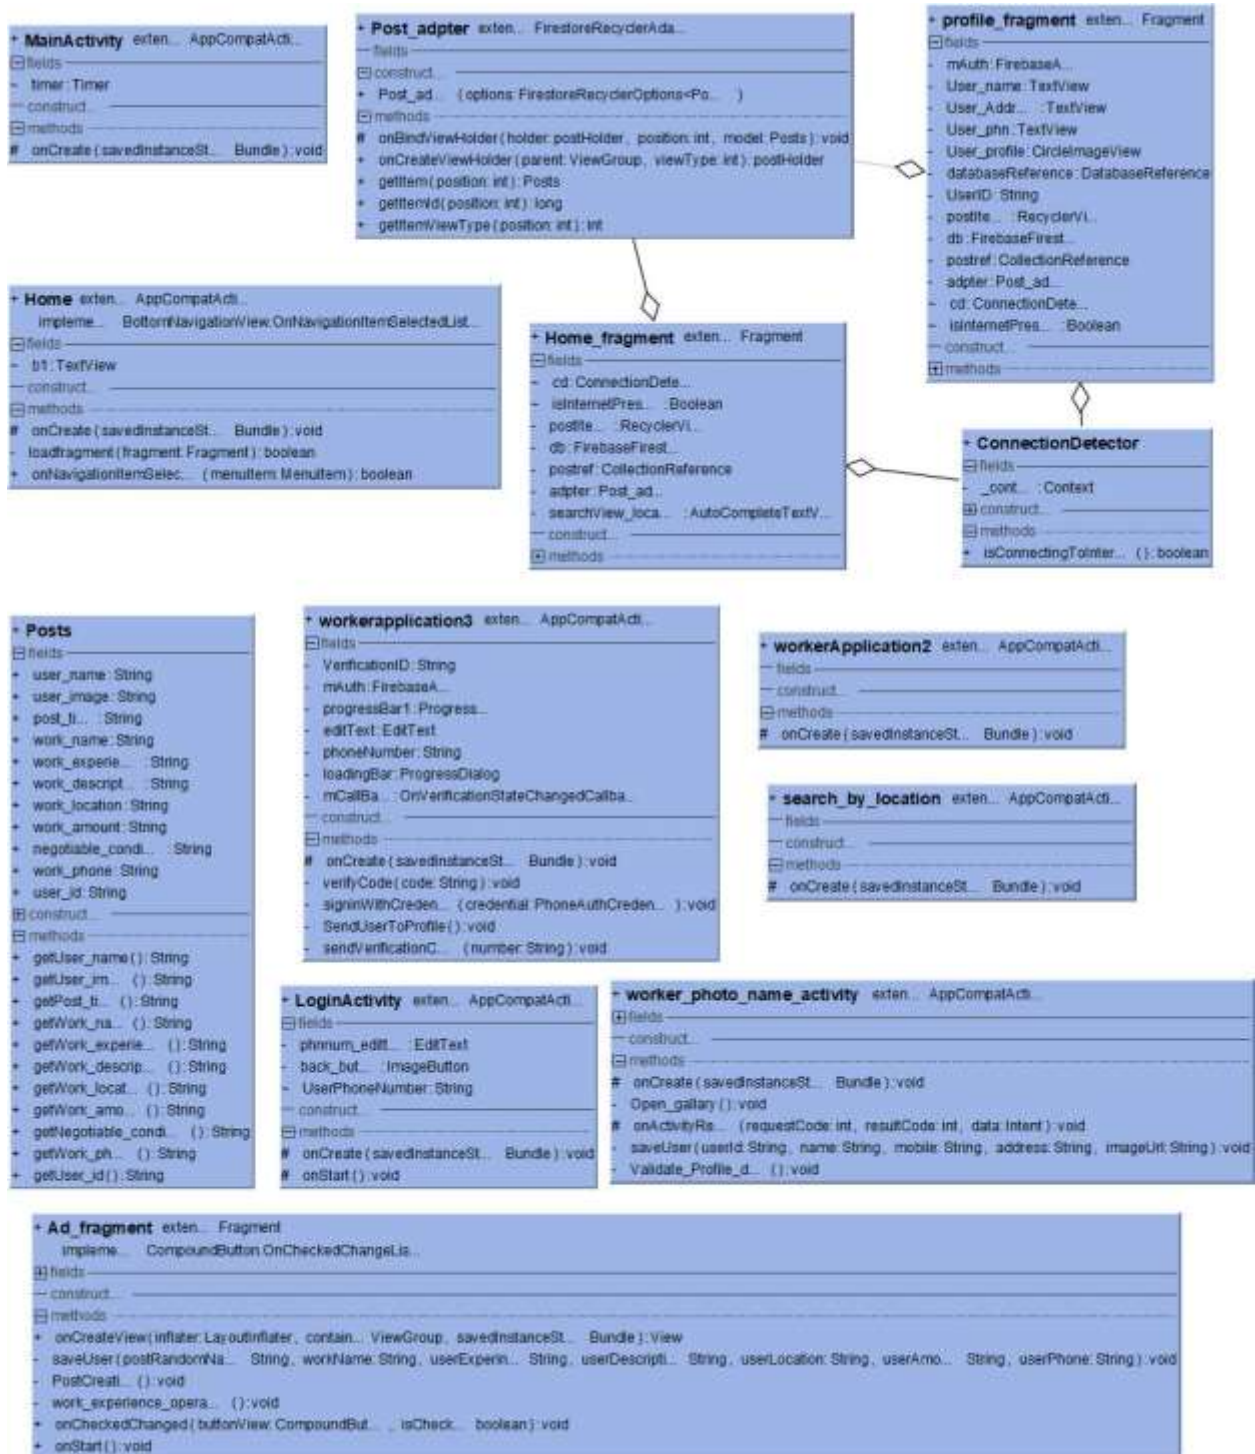 + MainActivity exten... AppCompatActi...
fields
- timer: Timer
construct...
methods
# onCreate ( savedInstanceSt... Bundle ): void
+ Post_adpter exten... FirestoreRecyclerAda...
fields
construct...
+ Post_ad... ( options: FirestoreRecyclerOptions<Po... )
methods
# onBindViewHolder ( holder: postHolder , position: int , model: Posts ): void
+ onCreateViewHolder ( parent: ViewGroup , viewType: int ): postHolder
+ getItem ( position: int ): Posts
+ getItemId ( position: int ): long
+ getItemViewType ( position: int ): int
+ profile_fragment exten... Fragment
fields
- mAuth: FirebaseA...
- User_name: TextView
- User_Addr... : TextView
- User_phn: TextView
- User_profile: CircleImageView
- databaseReference: DatabaseReference
- UserID: String
- postIte... : RecyclerVi...
- db: FirebaseFirest...
- postref: CollectionReference
- adpter: Post_ad...
- cd: ConnectionDete...
- isInternetPres... : Boolean
construct...
methods
+ Home exten... AppCompatActi...
impleme... BottomNavigationView.OnNavigationItemSelectedList...
fields
- b1: TextView
construct...
methods
# onCreate ( savedInstanceSt... Bundle ): void
- loadfragment ( fragment: Fragment ): boolean
+ onNavigationItemSelec... ( menuItem: MenuItem ): boolean
+ Home_fragment exten... Fragment
fields
~ cd: ConnectionDete...
~ isInternetPres... : Boolean
- postIte... : RecyclerVi...
- db: FirebaseFirest...
- postref: CollectionReference
- adpter: Post_ad...
- searchView_loca... : AutoCompleteTextV...
construct...
methods
+ ConnectionDetector
fields
- _cont... : Context
construct...
methods
+ isConnectingToInter... (): boolean
+ Posts
fields
+ user_name: String
+ user_image: String
+ post_ti... : String
+ work_name: String
+ work_experie... : String
+ work_descript... : String
+ work_location: String
+ work_amount: String
+ negotiable_condi... : String
+ work_phone: String
+ user_id: String
construct...
methods
+ getUser_name (): String
+ getUser_im... (): String
+ getPost_ti... (): String
+ getWork_na... (): String
+ getWork_experie... (): String
+ getWork_descrip... (): String
+ getWork_locat... (): String
+ getWork_amo... (): String
+ getNegotiable_condi... (): String
+ getWork_ph... (): String
+ getUser_id (): String
+ workerapplication3 exten... AppCompatActi...
fields
- VerificationID: String
- mAuth: FirebaseA...
- progressBar1: Progress...
- editText: EditText
- phoneNumber: String
- loadingBar: ProgressDialog
- mCallBa... : OnVerificationStateChangedCallba...
construct...
methods
# onCreate ( savedInstanceSt... Bundle ): void
- verifyCode ( code: String ): void
- signInWithCreden... ( credential: PhoneAuthCreden... ): void
- SendUserToProfile (): void
- sendVerificationC... ( number: String ): void
+ workerApplication2 exten... AppCompatActi...
fields
construct...
methods
# onCreate ( savedInstanceSt... Bundle ): void
+ search_by_location exten... AppCompatActi...
fields
construct...
methods
# onCreate ( savedInstanceSt... Bundle ): void
+ LoginActivity exten... AppCompatActi...
fields
- phnnum_editt... : EditText
- back_but... : ImageButton
~ UserPhoneNumber: String
construct...
methods
# onCreate ( savedInstanceSt... Bundle ): void
# onStart (): void
+ worker_photo_name_activity exten... AppCompatActi...
fields
construct...
methods
# onCreate ( savedInstanceSt... Bundle ): void
- Open_gallary (): void
# onActivityRe... ( requestCode: int , resultCode: int , data: Intent ): void
- saveUser ( userId: String , name: String , mobile: String , address: String , imageUrl: String ): void
- Validate_Profile_d... (): void
+ Ad_fragment exten... Fragment
impleme... CompoundButton.OnCheckedChangeLis...
fields
construct...
methods
+ onCreateView ( inflater: LayoutInflater , contain... ViewGroup , savedInstanceSt... Bundle ): View
- saveUser ( postRandomNa... String , workName: String , userExperin... String , userDescripti... String , userLocation: String , userAmo... String , userPhone: String ): void
- PostCreati... (): void
- work_experience_opera... (): void
+ onCheckedChanged ( buttonView: CompoundBut... , isCheck... boolean ): void
+ onStart (): void